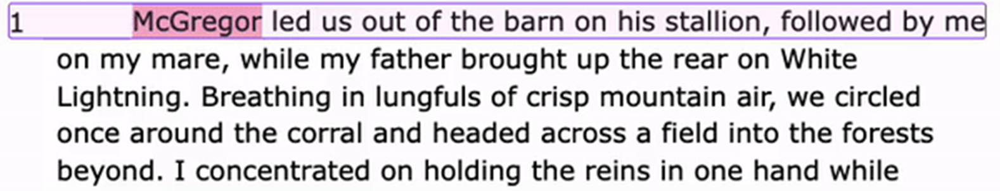 1 McGregor led us out of the barn on his stallion, followed by me
on my mare, while my father brought up the rear on White
Lightning. Breathing in lungfuls of crisp mountain air, we circled
once around the corral and headed across a field into the forests
beyond. I concentrated on holding the reins in one hand while